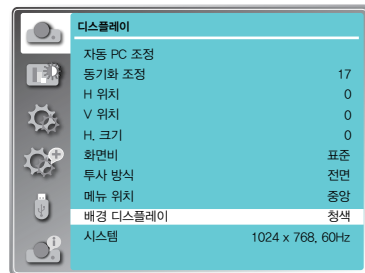 디스플레이
자동 PC 조정
동기화 조정 17
H 위치 0
V 위치 0
H. 크기 0
화면비 표준
투사 방식 전면
메뉴 위치 중앙
배경 디스플레이 청색
시스템 1024 x 768, 60Hz